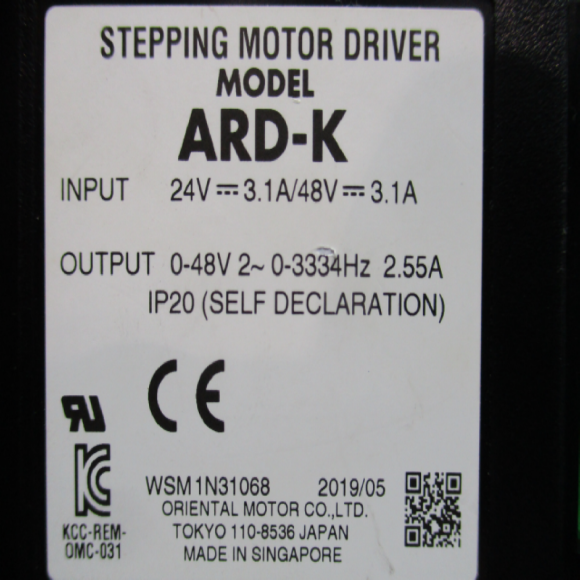 STEPPING MOTOR DRIVER
MODEL
ARD-K
INPUT 24V ⎓ 3.1A/48V ⎓ 3.1A
OUTPUT 0-48V 2~ 0-3334Hz 2.55A
IP20 (SELF DECLARATION)
CE
RU
KC
KCC-REM-
OMC-031
WSM1N31068 2019/05
ORIENTAL MOTOR CO.,LTD.
TOKYO 110-8536 JAPAN
MADE IN SINGAPORE